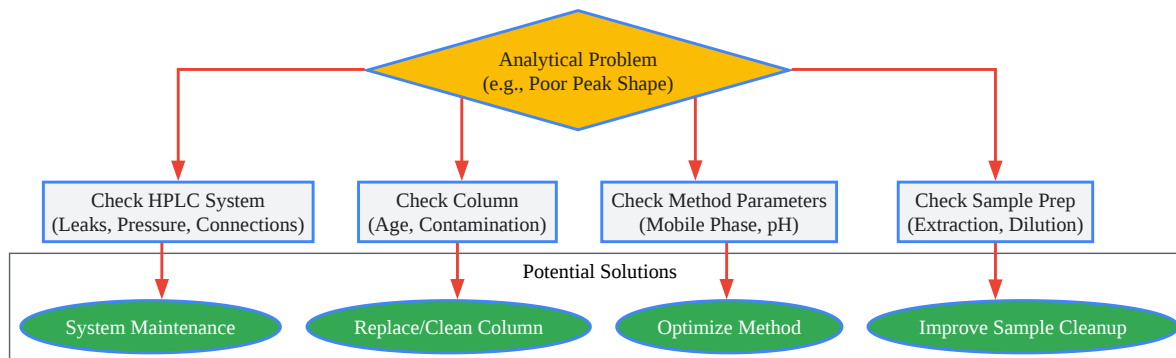 Analytical Problem
(e.g., Poor Peak Shape)
Check HPLC System
(Leaks, Pressure, Connections)
Check Column
(Age, Contamination)
Check Method Parameters
(Mobile Phase, pH)
Check Sample Prep
(Extraction, Dilution)
Potential Solutions
System Maintenance
Replace/Clean Column
Optimize Method
Improve Sample Cleanup